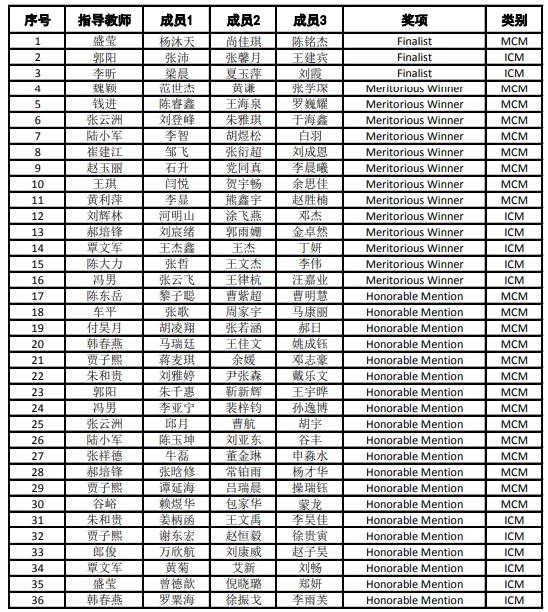 序号 指导教师 成员1 成员2 成员3 奖项 类别
1 盛莹 杨沐天 尚佳琪 陈铭杰 Finalist MCM
2 郭阳 张沛 张馨月 王建宾 Finalist ICM
3 李昕 梁晨 夏玉萍 刘霞 Finalist ICM
4 魏颖 范世杰 黄谦 张学琛 Meritorious Winner MCM
5 钱进 陈睿鑫 王海泉 罗巍耀 Meritorious Winner MCM
6 张云洲 刘登峰 朱雅琪 于海鑫 Meritorious Winner MCM
7 陆小军 李智 胡煜松 白羽 Meritorious Winner MCM
8 崔建江 邹飞 张衍超 刘成恩 Meritorious Winner MCM
9 赵玉丽 石升 党同真 李晨曦 Meritorious Winner MCM
10 王琪 闫悦 贺宇畅 余思佳 Meritorious Winner MCM
11 黄利萍 李显 熊鑫宇 赵胜楠 Meritorious Winner MCM
12 刘辉林 河明山 涂飞燕 邓杰 Meritorious Winner ICM
13 郝培锋 刘宸绪 郭雨姗 金卓然 Meritorious Winner ICM
14 覃文军 王杰鑫 王杰 丁妍 Meritorious Winner ICM
15 陈大力 张哲 王文杰 李伟 Meritorious Winner ICM
16 冯男 张云飞 王律杭 汪嘉业 Meritorious Winner ICM
17 陈东岳 黎子聪 曹紫超 曹明慧 Honorable Mention MCM
18 车平 张歌 周家宇 马康丽 Honorable Mention MCM
19 付昊月 胡凌翔 张若涵 郝日 Honorable Mention MCM
20 韩春燕 马瑞廷 王佳文 姚成钰 Honorable Mention MCM
21 贾子熙 蒋麦琪 余媛 邓志豪 Honorable Mention MCM
22 朱和贵 刘雅婷 尹张森 戴乐文 Honorable Mention MCM
23 郭阳 朱千惠 靳新辉 王宇晔 Honorable Mention MCM
24 冯男 李亚宁 裴梓钧 孙逸博 Honorable Mention MCM
25 张云洲 邱月 曹航 胡宇 Honorable Mention MCM
26 陆小军 陈玉坤 刘亚东 谷丰 Honorable Mention MCM
27 张祥德 牛磊 董金琳 申淼水 Honorable Mention MCM
28 郝培锋 张晗修 常铂雨 杨才华 Honorable Mention MCM
29 贾子熙 谭延海 吕瑞晨 操瑞钰 Honorable Mention MCM
30 谷峪 赖煜华 包家华 蒙龙 Honorable Mention MCM
31 朱和贵 姜柄函 王文禹 李昊佳 Honorable Mention ICM
32 贾子熙 谢东宏 赵恒毅 徐贵寅 Honorable Mention ICM
33 郎俊 万欣航 刘康威 赵子昊 Honorable Mention ICM
34 覃文军 黄菊 艾新 刘畅 Honorable Mention ICM
35 盛莹 曾德歆 倪晓璐 郑妍 Honorable Mention ICM
36 韩春燕 罗粟海 徐振戈 李雨芙 Honorable Mention ICM